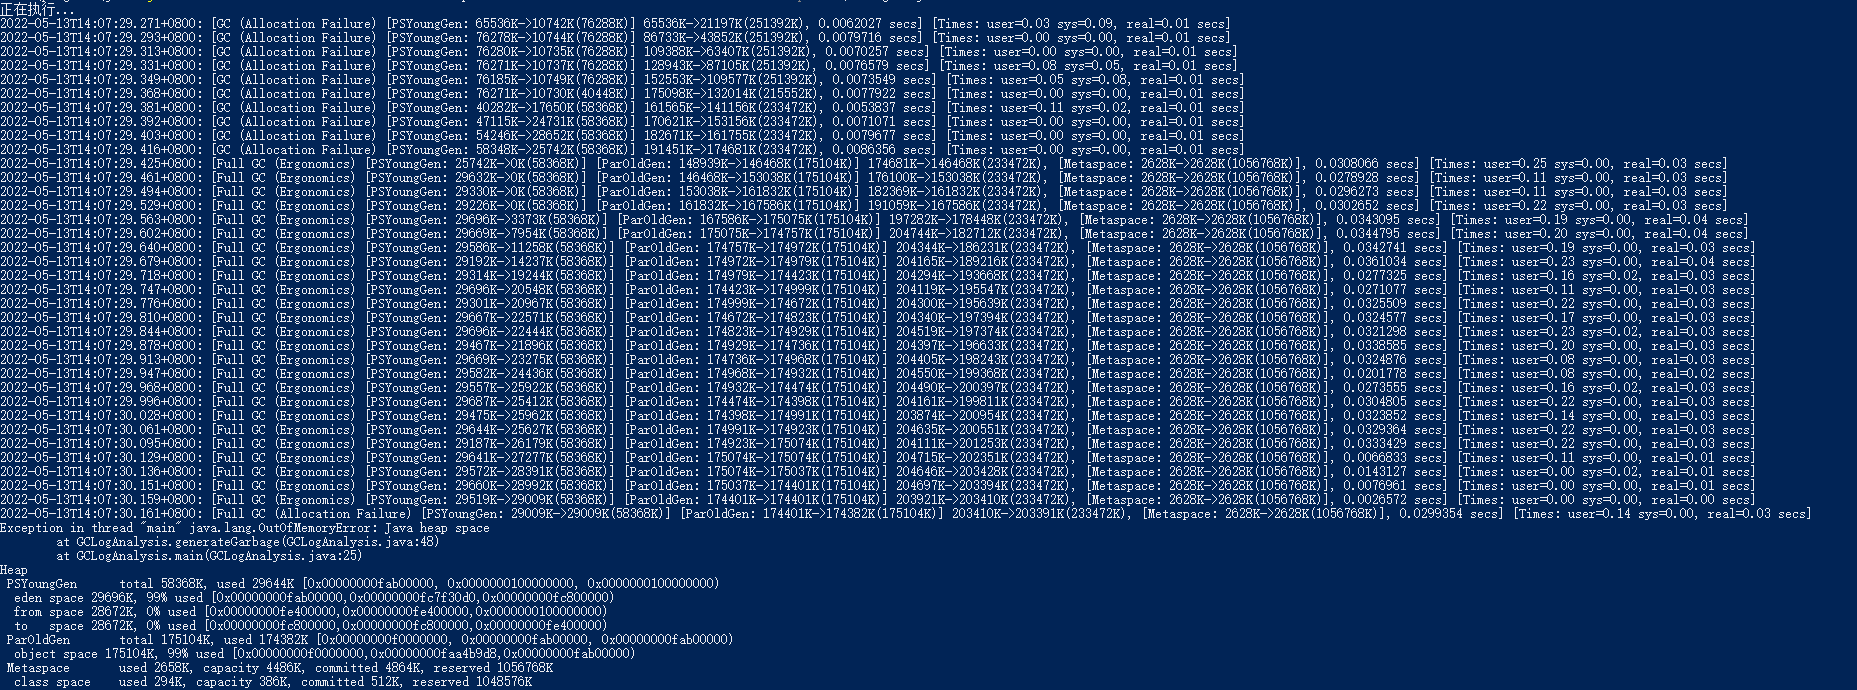 正在执行...
2022-05-13T14:07:29.271+0800: [GC (Allocation Failure) [PSYoungGen: 65536K->10742K(76288K)] 65536K->21197K(251392K), 0.0062027 secs] [Times: user=0.03 sys=0.09, real=0.01 secs]
2022-05-13T14:07:29.293+0800: [GC (Allocation Failure) [PSYoungGen: 76278K->10744K(76288K)] 86733K->43852K(251392K), 0.0079716 secs] [Times: user=0.00 sys=0.00, real=0.01 secs]
2022-05-13T14:07:29.313+0800: [GC (Allocation Failure) [PSYoungGen: 76280K->10735K(76288K)] 109388K->63407K(251392K), 0.0070257 secs] [Times: user=0.00 sys=0.00, real=0.01 secs]
2022-05-13T14:07:29.331+0800: [GC (Allocation Failure) [PSYoungGen: 76271K->10737K(76288K)] 128943K->87105K(251392K), 0.0076579 secs] [Times: user=0.08 sys=0.05, real=0.01 secs]
2022-05-13T14:07:29.349+0800: [GC (Allocation Failure) [PSYoungGen: 76185K->10749K(76288K)] 152553K->109577K(251392K), 0.0073549 secs] [Times: user=0.05 sys=0.08, real=0.01 secs]
2022-05-13T14:07:29.368+0800: [GC (Allocation Failure) [PSYoungGen: 76271K->10730K(40448K)] 175098K->132014K(215552K), 0.0077922 secs] [Times: user=0.00 sys=0.00, real=0.01 secs]
2022-05-13T14:07:29.381+0800: [GC (Allocation Failure) [PSYoungGen: 40282K->17650K(58368K)] 161565K->141156K(233472K), 0.0053837 secs] [Times: user=0.11 sys=0.02, real=0.01 secs]
2022-05-13T14:07:29.392+0800: [GC (Allocation Failure) [PSYoungGen: 47115K->24731K(58368K)] 170621K->153156K(233472K), 0.0071071 secs] [Times: user=0.00 sys=0.00, real=0.01 secs]
2022-05-13T14:07:29.403+0800: [GC (Allocation Failure) [PSYoungGen: 54246K->28652K(58368K)] 182671K->161755K(233472K), 0.0079677 secs] [Times: user=0.00 sys=0.00, real=0.01 secs]
2022-05-13T14:07:29.416+0800: [GC (Allocation Failure) [PSYoungGen: 58348K->25742K(58368K)] 191451K->174681K(233472K), 0.0086356 secs] [Times: user=0.00 sys=0.00, real=0.01 secs]
2022-05-13T14:07:29.425+0800: [Full GC (Ergonomics) [PSYoungGen: 25742K->0K(58368K)] [ParOldGen: 148939K->146468K(175104K)] 174681K->146468K(233472K), [Metaspace: 2628K->2628K(1056768K)], 0.0308066 secs] [Times: user=0.25 sys=0.00, real=0.03 secs]
2022-05-13T14:07:29.461+0800: [Full GC (Ergonomics) [PSYoungGen: 29632K->0K(58368K)] [ParOldGen: 146468K->153038K(175104K)] 176100K->153038K(233472K), [Metaspace: 2628K->2628K(1056768K)], 0.0278928 secs] [Times: user=0.11 sys=0.00, real=0.03 secs]
2022-05-13T14:07:29.494+0800: [Full GC (Ergonomics) [PSYoungGen: 29330K->0K(58368K)] [ParOldGen: 153038K->161832K(175104K)] 182369K->161832K(233472K), [Metaspace: 2628K->2628K(1056768K)], 0.0296273 secs] [Times: user=0.11 sys=0.00, real=0.03 secs]
2022-05-13T14:07:29.529+0800: [Full GC (Ergonomics) [PSYoungGen: 29226K->0K(58368K)] [ParOldGen: 161832K->167586K(175104K)] 191059K->167586K(233472K), [Metaspace: 2628K->2628K(1056768K)], 0.0302652 secs] [Times: user=0.22 sys=0.00, real=0.03 secs]
2022-05-13T14:07:29.563+0800: [Full GC (Ergonomics) [PSYoungGen: 29696K->3373K(58368K)] [ParOldGen: 167586K->175075K(175104K)] 197282K->178448K(233472K), [Metaspace: 2628K->2628K(1056768K)], 0.0343095 secs] [Times: user=0.19 sys=0.00, real=0.04 secs]
2022-05-13T14:07:29.602+0800: [Full GC (Ergonomics) [PSYoungGen: 29669K->7954K(58368K)] [ParOldGen: 175075K->174757K(175104K)] 204744K->182712K(233472K), [Metaspace: 2628K->2628K(1056768K)], 0.0344795 secs] [Times: user=0.20 sys=0.00, real=0.04 secs]
2022-05-13T14:07:29.640+0800: [Full GC (Ergonomics) [PSYoungGen: 29586K->11258K(58368K)] [ParOldGen: 174757K->174972K(175104K)] 204344K->186231K(233472K), [Metaspace: 2628K->2628K(1056768K)], 0.0342741 secs] [Times: user=0.19 sys=0.00, real=0.03 secs]
2022-05-13T14:07:29.679+0800: [Full GC (Ergonomics) [PSYoungGen: 29192K->14237K(58368K)] [ParOldGen: 174972K->174979K(175104K)] 204165K->189216K(233472K), [Metaspace: 2628K->2628K(1056768K)], 0.0361034 secs] [Times: user=0.23 sys=0.00, real=0.04 secs]
2022-05-13T14:07:29.718+0800: [Full GC (Ergonomics) [PSYoungGen: 29314K->19244K(58368K)] [ParOldGen: 174979K->174423K(175104K)] 204294K->193668K(233472K), [Metaspace: 2628K->2628K(1056768K)], 0.0277325 secs] [Times: user=0.16 sys=0.02, real=0.03 secs]
2022-05-13T14:07:29.747+0800: [Full GC (Ergonomics) [PSYoungGen: 29696K->20548K(58368K)] [ParOldGen: 174423K->174999K(175104K)] 204119K->195547K(233472K), [Metaspace: 2628K->2628K(1056768K)], 0.0271077 secs] [Times: user=0.11 sys=0.00, real=0.03 secs]
2022-05-13T14:07:29.776+0800: [Full GC (Ergonomics) [PSYoungGen: 29301K->20967K(58368K)] [ParOldGen: 174999K->174672K(175104K)] 204300K->195639K(233472K), [Metaspace: 2628K->2628K(1056768K)], 0.0325509 secs] [Times: user=0.22 sys=0.00, real=0.03 secs]
2022-05-13T14:07:29.810+0800: [Full GC (Ergonomics) [PSYoungGen: 29667K->22571K(58368K)] [ParOldGen: 174672K->174823K(175104K)] 204340K->197394K(233472K), [Metaspace: 2628K->2628K(1056768K)], 0.0324577 secs] [Times: user=0.17 sys=0.00, real=0.03 secs]
2022-05-13T14:07:29.844+0800: [Full GC (Ergonomics) [PSYoungGen: 29696K->22444K(58368K)] [ParOldGen: 174823K->174929K(175104K)] 204519K->197374K(233472K), [Metaspace: 2628K->2628K(1056768K)], 0.0321298 secs] [Times: user=0.23 sys=0.02, real=0.03 secs]
2022-05-13T14:07:29.878+0800: [Full GC (Ergonomics) [PSYoungGen: 29467K->21896K(58368K)] [ParOldGen: 174929K->174736K(175104K)] 204397K->196633K(233472K), [Metaspace: 2628K->2628K(1056768K)], 0.0338585 secs] [Times: user=0.20 sys=0.00, real=0.03 secs]
2022-05-13T14:07:29.913+0800: [Full GC (Ergonomics) [PSYoungGen: 29669K->23275K(58368K)] [ParOldGen: 174736K->174968K(175104K)] 204405K->198243K(233472K), [Metaspace: 2628K->2628K(1056768K)], 0.0324876 secs] [Times: user=0.08 sys=0.00, real=0.03 secs]
2022-05-13T14:07:29.947+0800: [Full GC (Ergonomics) [PSYoungGen: 29582K->24436K(58368K)] [ParOldGen: 174968K->174932K(175104K)] 204550K->199368K(233472K), [Metaspace: 2628K->2628K(1056768K)], 0.0201778 secs] [Times: user=0.08 sys=0.00, real=0.02 secs]
2022-05-13T14:07:29.968+0800: [Full GC (Ergonomics) [PSYoungGen: 29557K->25922K(58368K)] [ParOldGen: 174932K->174474K(175104K)] 204490K->200397K(233472K), [Metaspace: 2628K->2628K(1056768K)], 0.0273555 secs] [Times: user=0.16 sys=0.02, real=0.03 secs]
2022-05-13T14:07:29.996+0800: [Full GC (Ergonomics) [PSYoungGen: 29687K->25412K(58368K)] [ParOldGen: 174474K->174398K(175104K)] 204161K->199811K(233472K), [Metaspace: 2628K->2628K(1056768K)], 0.0304805 secs] [Times: user=0.22 sys=0.00, real=0.03 secs]
2022-05-13T14:07:30.028+0800: [Full GC (Ergonomics) [PSYoungGen: 29475K->25962K(58368K)] [ParOldGen: 174398K->174991K(175104K)] 203874K->200954K(233472K), [Metaspace: 2628K->2628K(1056768K)], 0.0323852 secs] [Times: user=0.14 sys=0.00, real=0.03 secs]
2022-05-13T14:07:30.061+0800: [Full GC (Ergonomics) [PSYoungGen: 29644K->25627K(58368K)] [ParOldGen: 174991K->174923K(175104K)] 204635K->200551K(233472K), [Metaspace: 2628K->2628K(1056768K)], 0.0329364 secs] [Times: user=0.22 sys=0.00, real=0.03 secs]
2022-05-13T14:07:30.095+0800: [Full GC (Ergonomics) [PSYoungGen: 29187K->26179K(58368K)] [ParOldGen: 174923K->175074K(175104K)] 204111K->201253K(233472K), [Metaspace: 2628K->2628K(1056768K)], 0.0333429 secs] [Times: user=0.22 sys=0.00, real=0.03 secs]
2022-05-13T14:07:30.129+0800: [Full GC (Ergonomics) [PSYoungGen: 29641K->27277K(58368K)] [ParOldGen: 175074K->175074K(175104K)] 204715K->202351K(233472K), [Metaspace: 2628K->2628K(1056768K)], 0.0066833 secs] [Times: user=0.11 sys=0.00, real=0.01 secs]
2022-05-13T14:07:30.136+0800: [Full GC (Ergonomics) [PSYoungGen: 29572K->28391K(58368K)] [ParOldGen: 175074K->175037K(175104K)] 204646K->203428K(233472K), [Metaspace: 2628K->2628K(1056768K)], 0.0143127 secs] [Times: user=0.00 sys=0.02, real=0.01 secs]
2022-05-13T14:07:30.151+0800: [Full GC (Ergonomics) [PSYoungGen: 29660K->28992K(58368K)] [ParOldGen: 175037K->174401K(175104K)] 204697K->203394K(233472K), [Metaspace: 2628K->2628K(1056768K)], 0.0076961 secs] [Times: user=0.00 sys=0.00, real=0.01 secs]
2022-05-13T14:07:30.159+0800: [Full GC (Ergonomics) [PSYoungGen: 29519K->29009K(58368K)] [ParOldGen: 174401K->174401K(175104K)] 203921K->203410K(233472K), [Metaspace: 2628K->2628K(1056768K)], 0.0026572 secs] [Times: user=0.00 sys=0.00, real=0.00 secs]
2022-05-13T14:07:30.161+0800: [Full GC (Allocation Failure) [PSYoungGen: 29009K->29009K(58368K)] [ParOldGen: 174401K->174382K(175104K)] 203410K->203391K(233472K), [Metaspace: 2628K->2628K(1056768K)], 0.0299354 secs] [Times: user=0.14 sys=0.00, real=0.03 secs]
Exception in thread "main" java.lang.OutOfMemoryError: Java heap space
at GCLogAnalysis.generateGarbage(GCLogAnalysis.java:48)
at GCLogAnalysis.main(GCLogAnalysis.java:25)
Heap
PSYoungGen total 58368K, used 29644K [0x00000000fab00000, 0x0000000100000000, 0x0000000100000000)
eden space 29696K, 99% used [0x00000000fab00000,0x00000000fc7f30d0,0x00000000fc800000)
from space 28672K, 0% used [0x00000000fe400000,0x00000000fe400000,0x0000000100000000)
to space 28672K, 0% used [0x00000000fc800000,0x00000000fc800000,0x00000000fe400000)
ParOldGen total 175104K, used 174382K [0x00000000f0000000, 0x00000000fab00000, 0x00000000fab00000)
object space 175104K, 99% used [0x00000000f0000000,0x00000000faa4b9d8,0x00000000fab00000)
Metaspace used 2658K, capacity 4486K, committed 4864K, reserved 1056768K
class space used 294K, capacity 386K, committed 512K, reserved 1048576K